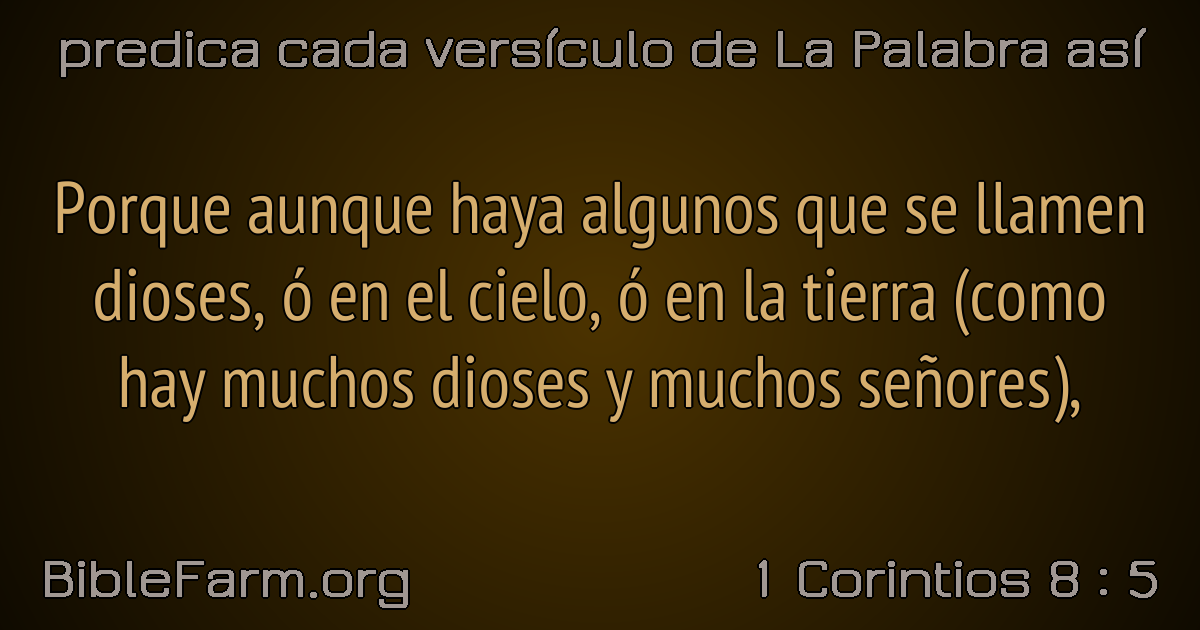 predica cada versículo de La Palabra así
Porque aunque haya algunos que se llamen
dioses, ó en el cielo, ó en la tierra (como
hay muchos dioses y muchos señores),
BibleFarm.org
1 Corintios 8 : 5